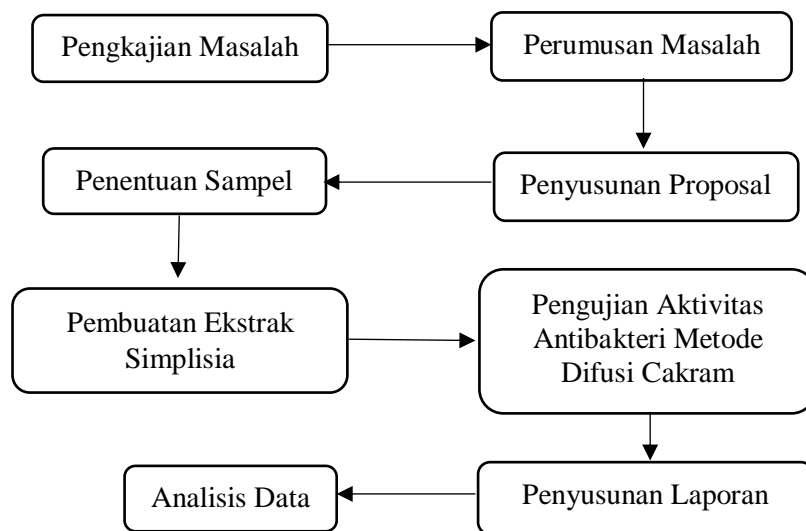 Pengkajian Masalah
Perumusan Masalah
Penyusunan Proposal
Penentuan Sampel
Pembuatan Ekstrak
Simplisia
Pengujian Aktivitas
Antibakteri Metode
Difusi Cakram
Penyusunan Laporan
Analisis Data